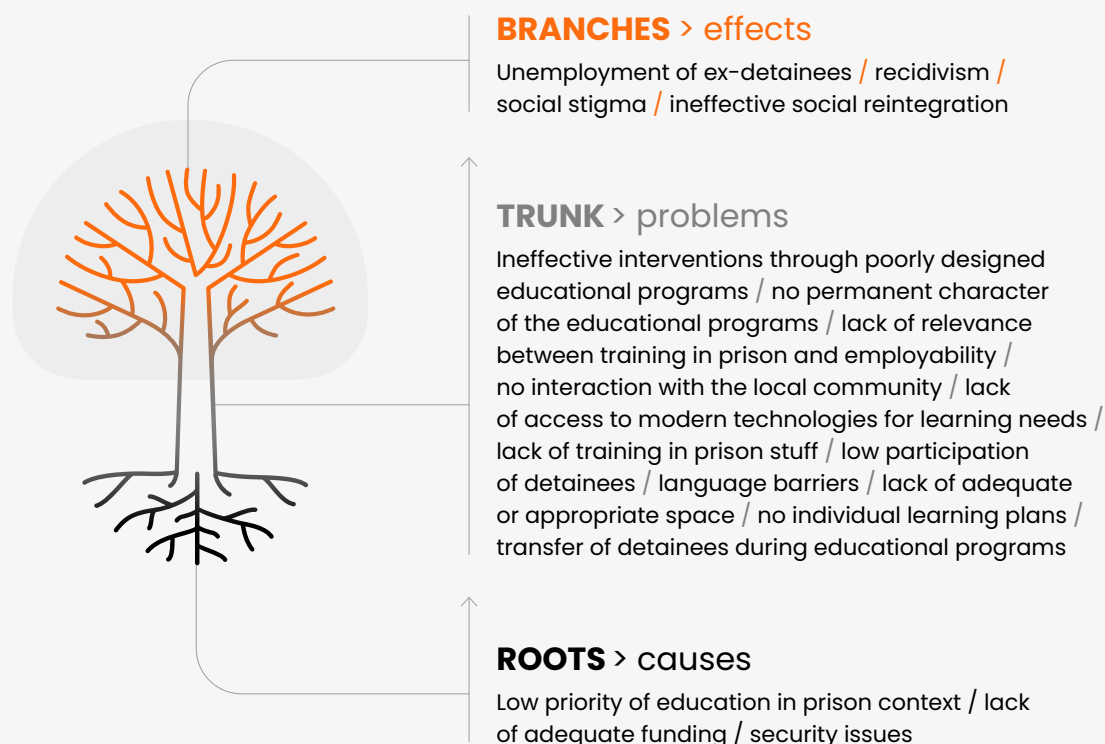 BRANCHES > effects
Unemployment of ex-detainees / recidivism /
social stigma / ineffective social reintegration
TRUNK > problems
Ineffective interventions through poorly designed
educational programs / no permanent character
of the educational programs / lack of relevance
between training in prison and employability /
no interaction with the local community / lack
of access to modern technologies for learning needs /
lack of training in prison stuff / low participation
of detainees / language barriers / lack of adequate
or appropriate space / no individual learning plans /
transfer of detainees during educational programs
ROOTS > causes
Low priority of education in prison context / lack
of adequate funding / security issues